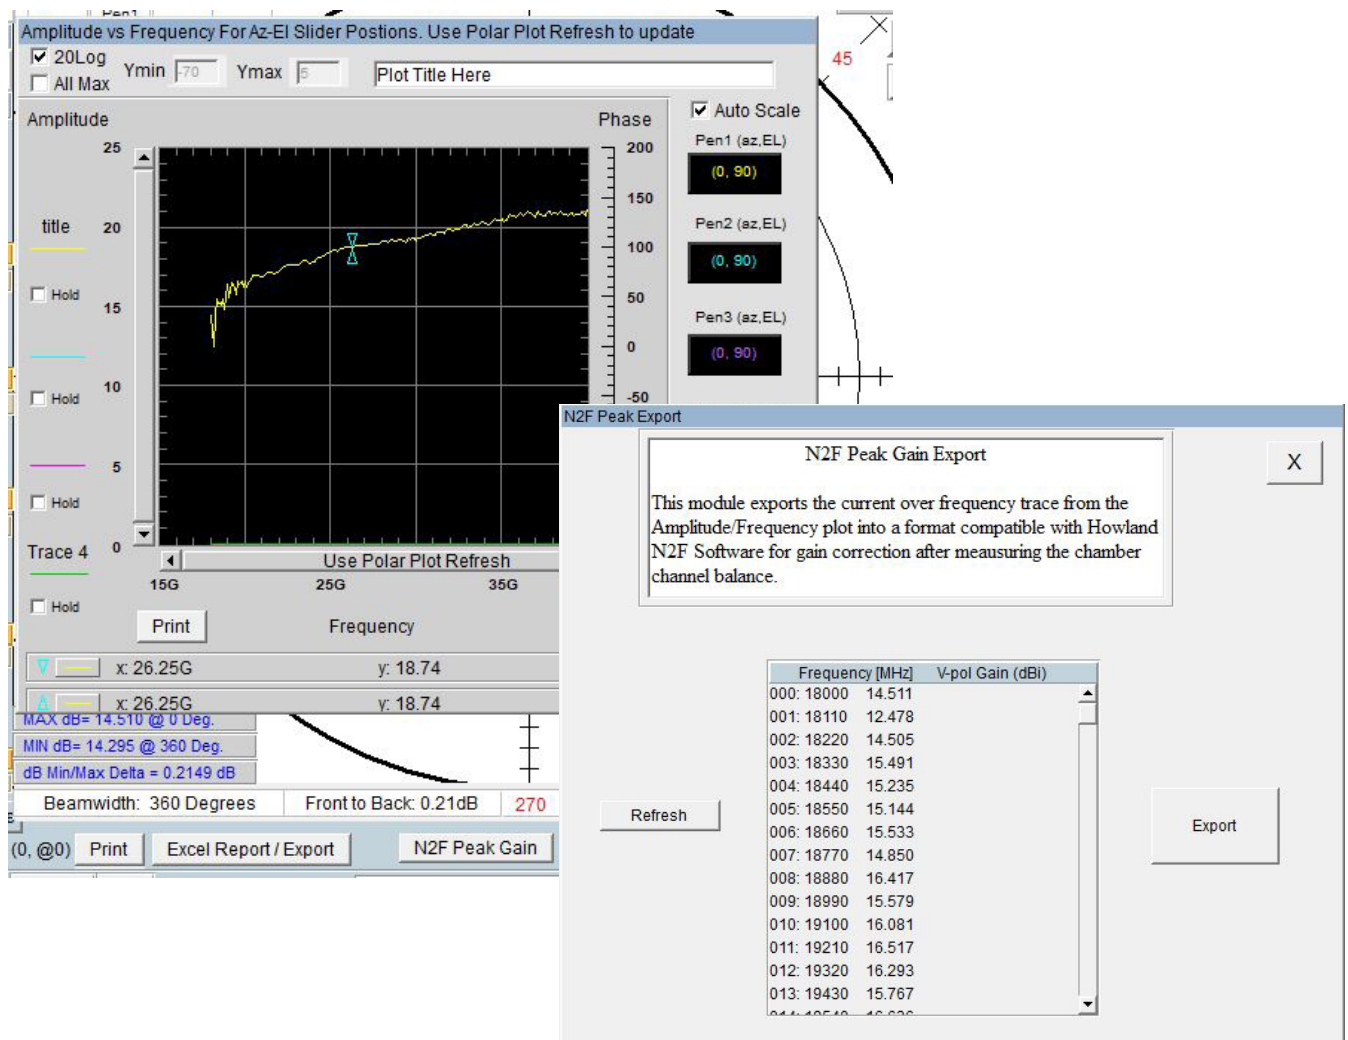 Pen1
Amplitude vs Frequency For Az-El Slider Postions. Use Polar Plot Refresh to update
20Log
All Max
Ymin -70 Ymax 5
Plot Title Here
45
Amplitude
Phase
Auto Scale
Pen1 (az,EL)
(0, 90)
Pen2 (az,EL)
(0, 90)
Pen3 (az,EL)
(0, 90)
25
20
15
10
5
0
200
150
100
50
0
-50
title
Hold
Hold
Hold
Trace 4
Hold
Use Polar Plot Refresh
15G 25G 35G
Print
Frequency
x: 26.25G y: 18.74
x: 26.25G y: 18.74
MAX dB= 14.510 @ 0 Deg.
MIN dB= 14.295 @ 360 Deg.
dB Min/Max Delta = 0.2149 dB
Beamwidth: 360 Degrees Front to Back: 0.21dB 270
(0, @0) Print Excel Report / Export N2F Peak Gain
N2F Peak Export
X
N2F Peak Gain Export
This module exports the current over frequency trace from the
Amplitude/Frequency plot into a format compatible with Howland
N2F Software for gain correction after meausuring the chamber
channel balance.
Frequency [MHz] V-pol Gain (dBi)
000: 18000 14.511
001: 18110 12.478
002: 18220 14.505
003: 18330 15.491
004: 18440 15.235
005: 18550 15.144
006: 18660 15.533
007: 18770 14.850
008: 18880 16.417
009: 18990 15.579
010: 19100 16.081
011: 19210 16.517
012: 19320 16.293
013: 19430 15.767
Refresh
Export